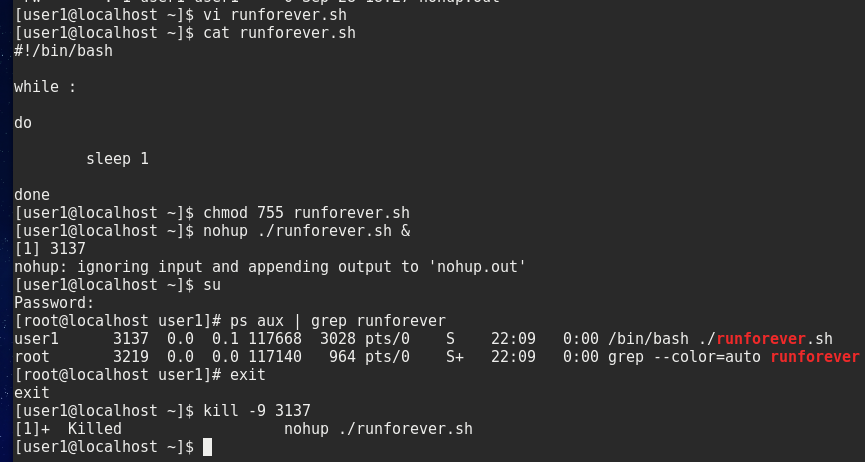 [user1@localhost ~]$ vi runforever.sh
[user1@localhost ~]$ cat runforever.sh
#!/bin/bash
while :
do
        sleep 1
done
[user1@localhost ~]$ chmod 755 runforever.sh
[user1@localhost ~]$ nohup ./runforever.sh &
[1] 3137
nohup: ignoring input and appending output to 'nohup.out'
[user1@localhost ~]$ su
Password:
[root@localhost user1]# ps aux | grep runforever
user1      3137  0.0  0.1 117668  3028 pts/0    S    22:09   0:00 /bin/bash ./runforever.sh
root       3219  0.0  0.0 117140   964 pts/0    S+   22:09   0:00 grep --color=auto runforever
[root@localhost user1]# exit
exit
[user1@localhost ~]$ kill -9 3137
[1]+  Killed                  nohup ./runforever.sh
[user1@localhost ~]$